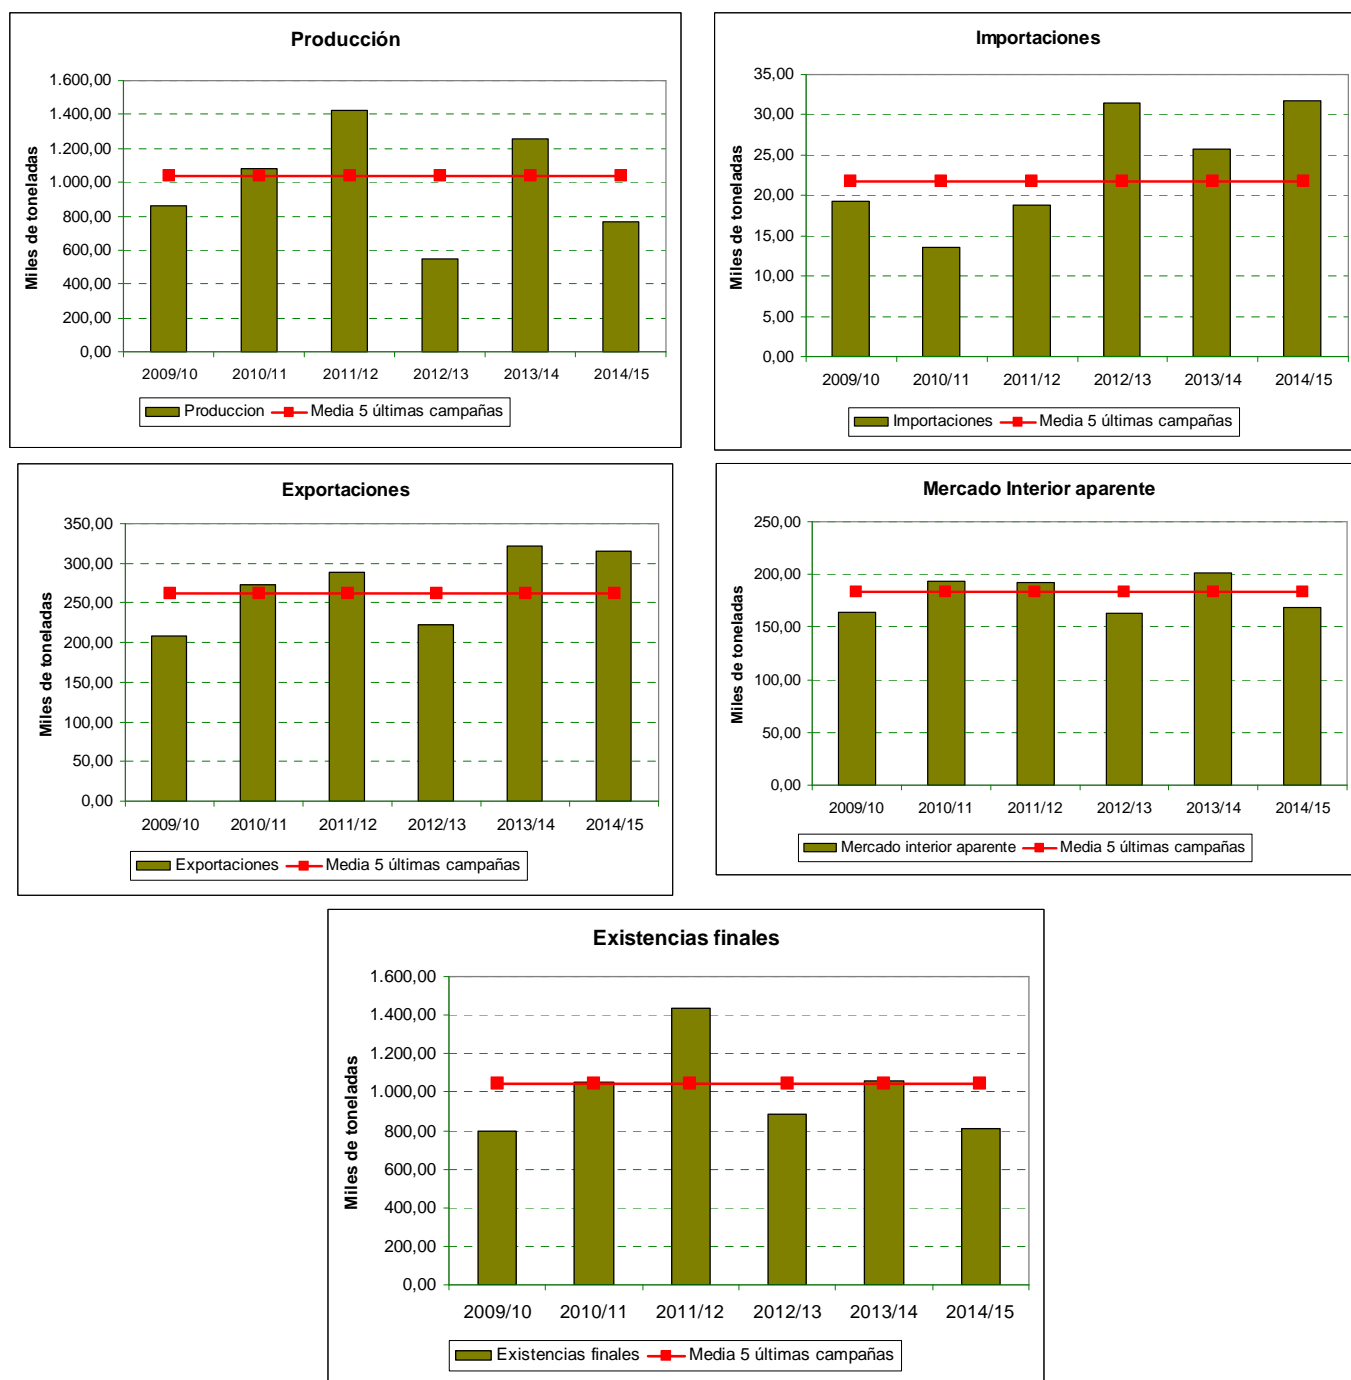 Producción
Miles de toneladas
1.600,00
1.400,00
1.200,00
1.000,00
800,00
600,00
400,00
200,00
0,00
2009/10 2010/11 2011/12 2012/13 2013/14 2014/15
Produccion Media 5 últimas campañas
Importaciones
Miles de toneladas
35,00
30,00
25,00
20,00
15,00
10,00
5,00
0,00
2009/10 2010/11 2011/12 2012/13 2013/14 2014/15
Importaciones Media 5 últimas campañas
Exportaciones
Miles de toneladas
350,00
300,00
250,00
200,00
150,00
100,00
50,00
0,00
2009/10 2010/11 2011/12 2012/13 2013/14 2014/15
Exportaciones Media 5 últimas campañas
Mercado Interior aparente
Miles de toneladas
250,00
200,00
150,00
100,00
50,00
0,00
2009/10 2010/11 2011/12 2012/13 2013/14 2014/15
Mercado interior aparente Media 5 últimas campañas
Existencias finales
Miles de toneladas
1.600,00
1.400,00
1.200,00
1.000,00
800,00
600,00
400,00
200,00
0,00
2009/10 2010/11 2011/12 2012/13 2013/14 2014/15
Existencias finales Media 5 últimas campañas